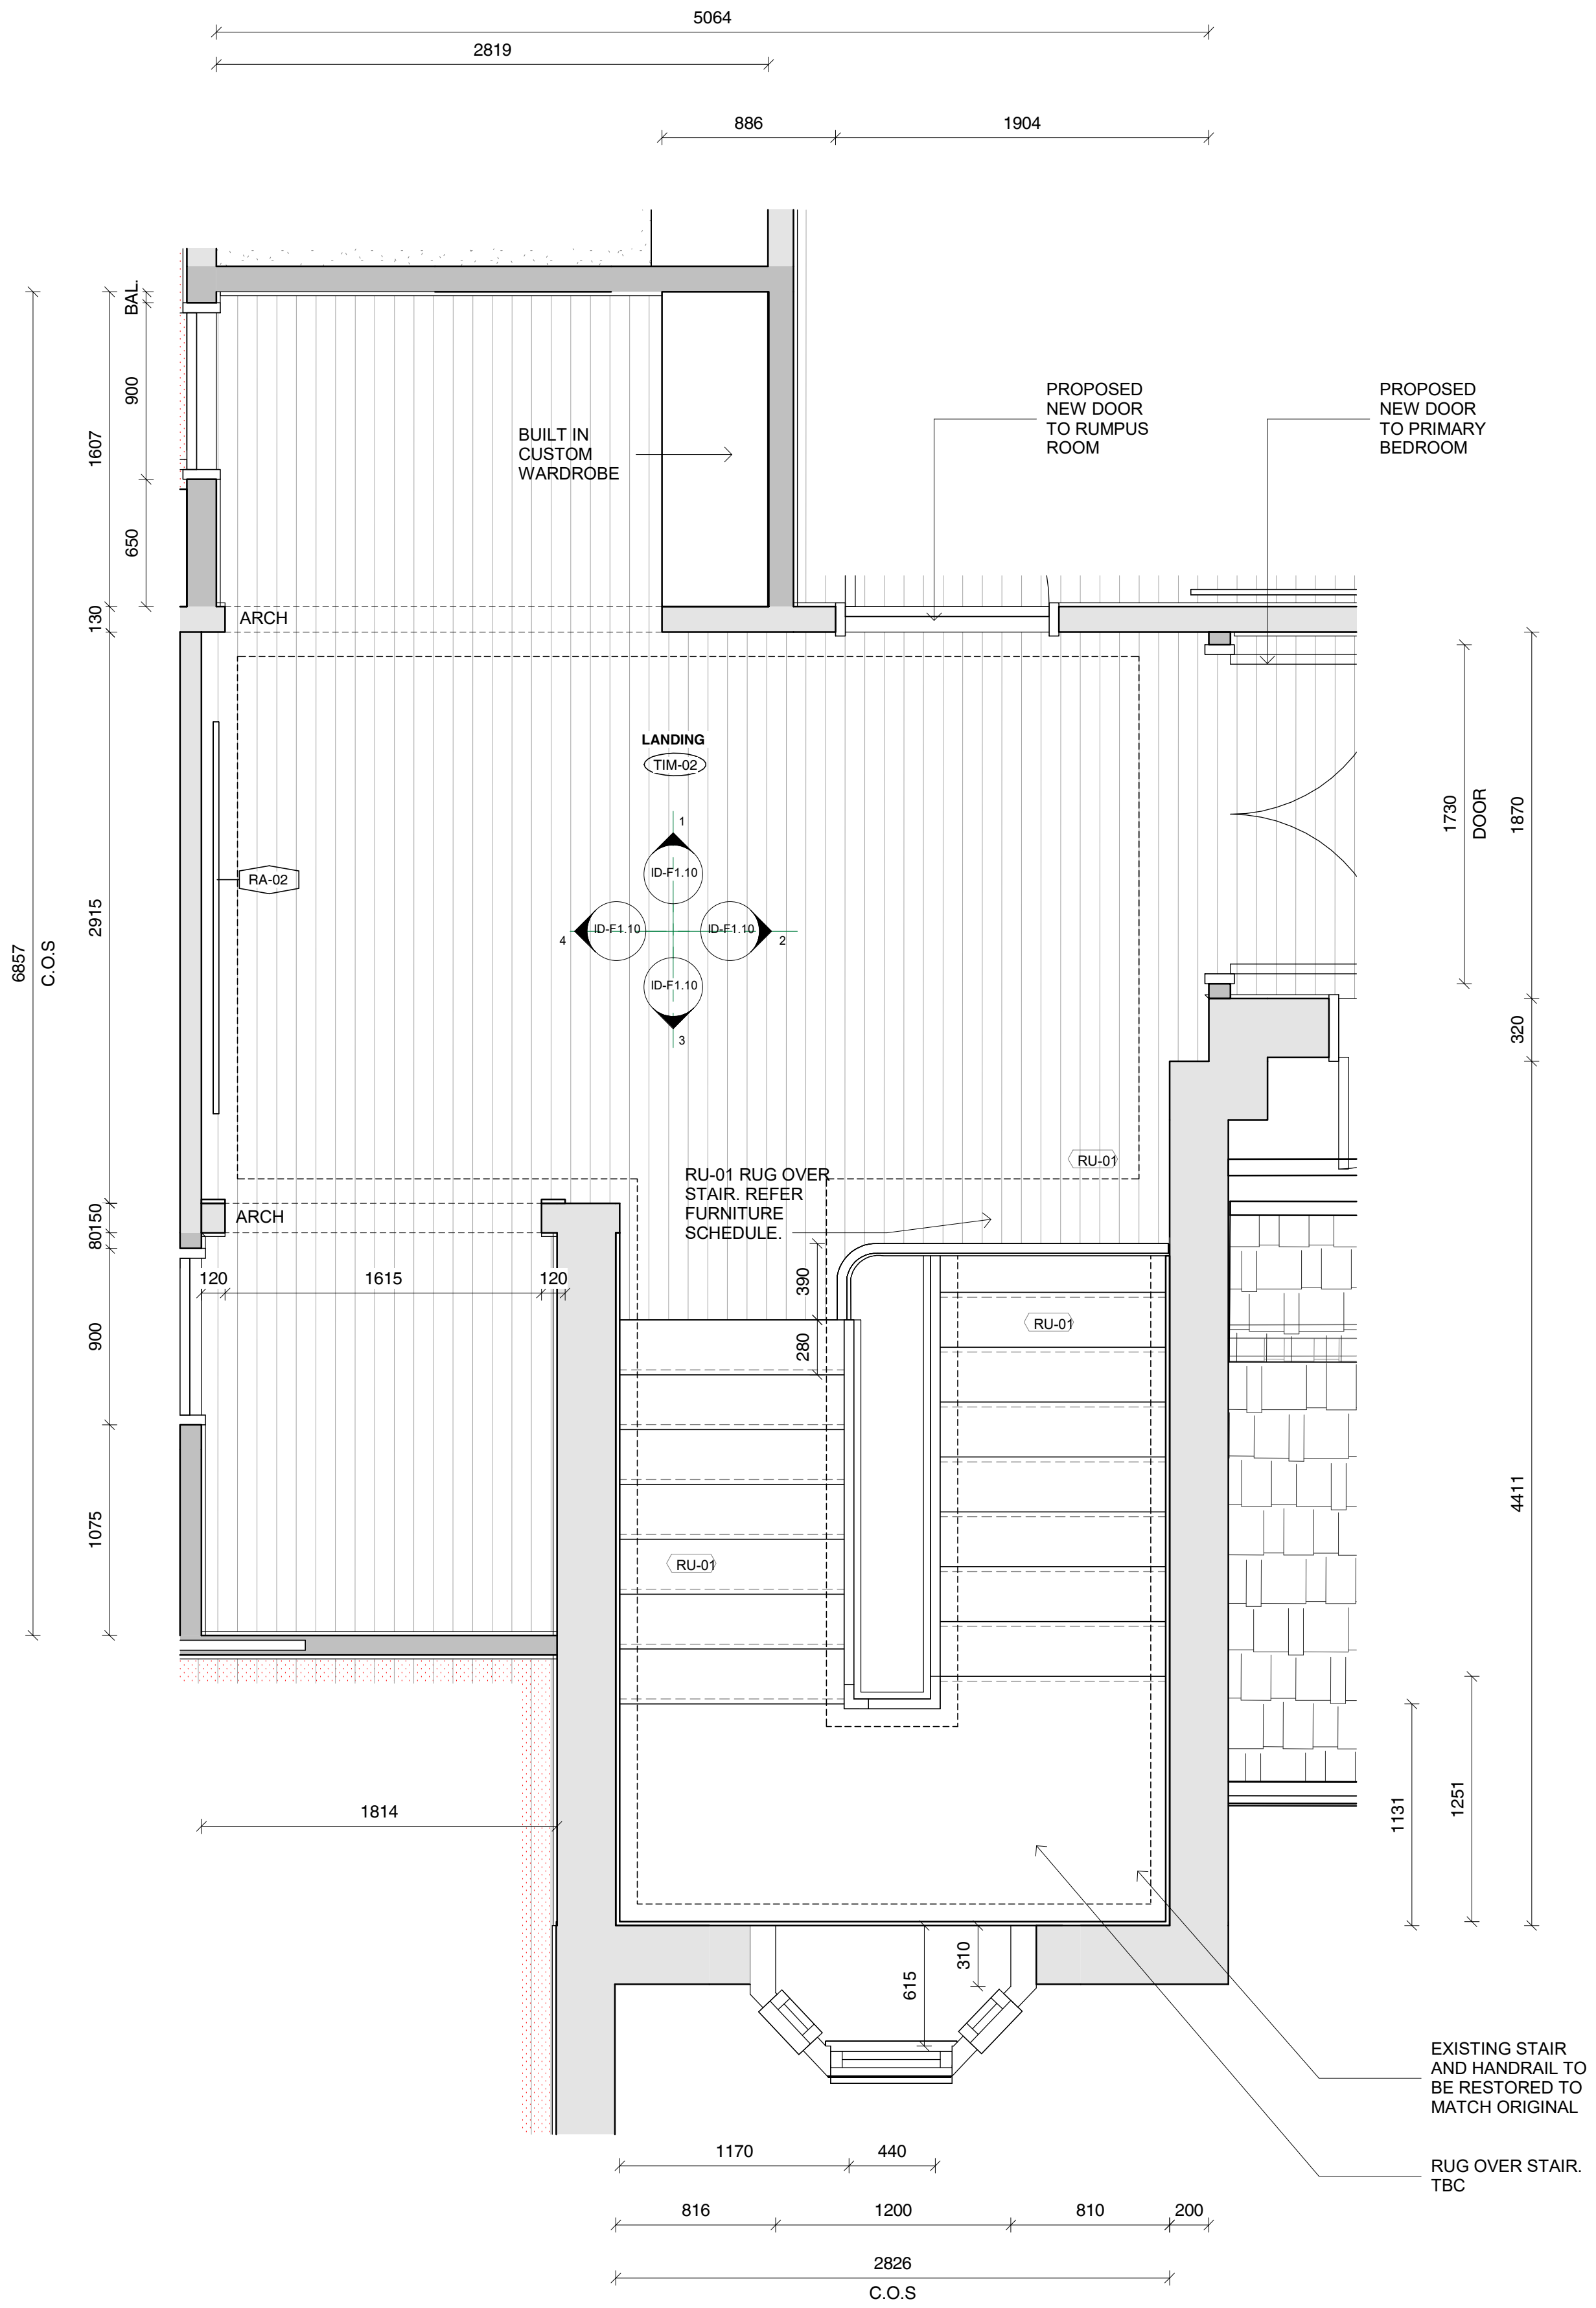 5064
2819
886
1904
BAL.
900
1607
650
130
2915
6857
C.O.S
80
150
900
1075
BUILT IN
CUSTOM
WARDROBE
PROPOSED
NEW DOOR
TO RUMPUS
ROOM
PROPOSED
NEW DOOR
TO PRIMARY
BEDROOM
ARCH
LANDING
TIM-02
1
ID-F1.10
4
ID-F1.10
ID-F1.10
2
ID-F1.10
3
RA-02
1730
DOOR
1870
320
4411
RU-01
RU-01 RUG OVER
STAIR. REFER
FURNITURE
SCHEDULE.
ARCH
120
1615
120
390
280
RU-01
RU-01
1814
1131
1251
615
310
EXISTING STAIR
AND HANDRAIL TO
BE RESTORED TO
MATCH ORIGINAL
RUG OVER STAIR.
TBC
1170
440
816
1200
810
200
2826
C.O.S